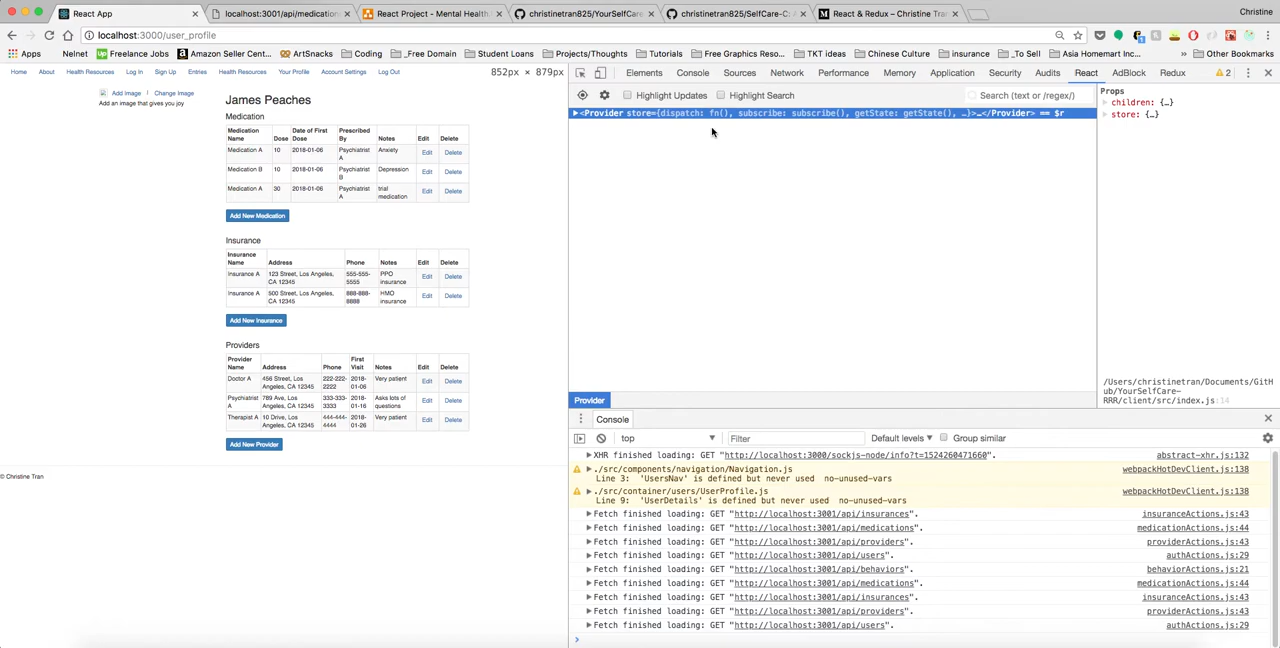 React App
localhost:3001/api/medication
React Project - Mental Health
christinetran825/YourSelfCare
christinetran825/SelfCare-C
React & Redux – Christine Tran
Christine
localhost:3000/user_profile
Apps Nelnet Freelance Jobs Amazon Seller Cent... ArtSnacks Coding _Free Domain Student Loans Projects/Thoughts Tutorials Free Graphics Reso... TKT ideas Chinese Culture insurance _To Sell Asia Homemart Inc... » Other Bookmarks
Home About Health Resources Log In Sign Up Entries Health Resources Your Profile Account Settings Log Out
852px × 879px
Elements Console Sources Network Performance Memory Application Security Audits React AdBlock Redux 2
Add Image Change Image
Add an image that gives you joy
James Peaches
Medication
Medication Name Dose Date of First Dose Prescribed By Notes Edit Delete
Medication A 10 2018-01-06 Psychiatrist A Anxiety Edit Delete
Medication B 10 2018-01-06 Psychiatrist B Depression Edit Delete
Medication A 30 2018-01-06 Psychiatrist A trial medication Edit Delete
Add New Medication
Insurance
Insurance Name Address Phone Notes Edit Delete
Insurance A 123 Street, Los Angeles, CA 12345 555-555-5555 PPO insurance Edit Delete
Insurance A 500 Street, Los Angeles, CA 12345 888-888-8888 HMO insurance Edit Delete
Add New Insurance
Providers
Provider Name Address Phone First Visit Notes Edit Delete
Doctor A 456 Street, Los Angeles, CA 12345 222-222-2222 2018-01-06 Very patient Edit Delete
Psychiatrist A 789 Ave, Los Angeles, CA 12345 333-333-3333 2018-01-16 Asks lots of questions Edit Delete
Therapist A 10 Drive, Los Angeles, CA 12345 444-444-4444 2018-01-26 Very patient Edit Delete
Add New Provider
© Christine Tran
Highlight Updates Highlight Search Search (text or /regex/)
<Provider store={dispatch: fn(), subscribe: subscribe(), getState: getState(), …}>…</Provider> == $r
Props
children: {…}
store: {…}
/Users/christinetran/Documents/GitH
ub/YourSelfCare-
RRR/client/src/index.js:14
Provider
Console
top Filter Default levels Group similar
XHR finished loading: GET "http://localhost:3000/sockjs-node/info?t=1524260471660". abstract-xhr.js:132
./src/components/navigation/Navigation.js webpackHotDevClient.js:138
Line 3: 'UsersNav' is defined but never used no-unused-vars
./src/container/users/UserProfile.js webpackHotDevClient.js:138
Line 9: 'UserDetails' is defined but never used no-unused-vars
Fetch finished loading: GET "http://localhost:3001/api/insurances". insuranceActions.js:43
Fetch finished loading: GET "http://localhost:3001/api/medications". medicationActions.js:44
Fetch finished loading: GET "http://localhost:3001/api/providers". providerActions.js:43
Fetch finished loading: GET "http://localhost:3001/api/users". authActions.js:29
Fetch finished loading: GET "http://localhost:3001/api/behaviors". behaviorActions.js:21
Fetch finished loading: GET "http://localhost:3001/api/medications". medicationActions.js:44
Fetch finished loading: GET "http://localhost:3001/api/insurances". insuranceActions.js:43
Fetch finished loading: GET "http://localhost:3001/api/providers". providerActions.js:43
Fetch finished loading: GET "http://localhost:3001/api/users". authActions.js:29